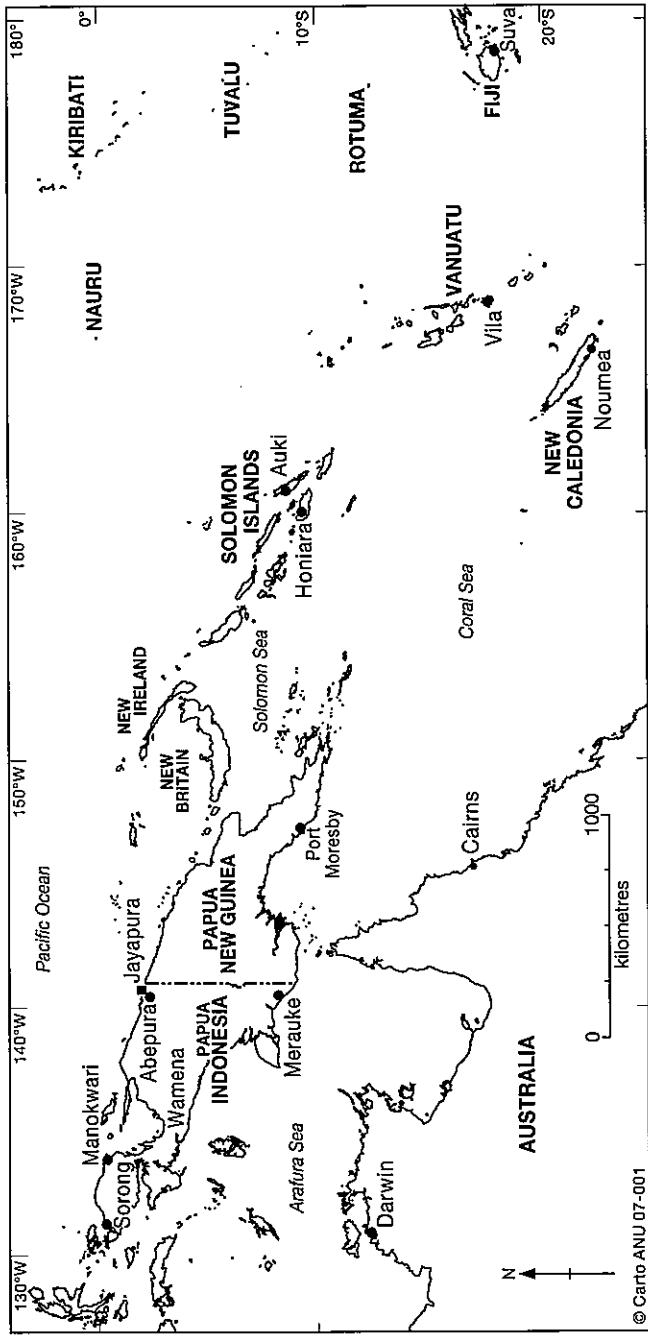 130°W
140°W
150°W
160°W
170°W
180°
0°
10°S
20°S
Pacific Ocean
KIRIBATI
NAURU
TUVALU
ROTUMA
FIJI
Suva
VANUATU
Vila
NEW
CALEDONIA
Noumea
SOLOMON
ISLANDS
Auki
Honiara
NEW
IRELAND
NEW
BRITAIN
Solomon Sea
Coral Sea
Manokwari
Sorong
Jayapura
Abepura
Wamena
PAPUA
INDONESIA
Merauke
PAPUA
NEW GUINEA
Port
Moresby
Arafura Sea
Darwin
AUSTRALIA
Cairns
N
0
1000
kilometres
© Carto ANU 07-001